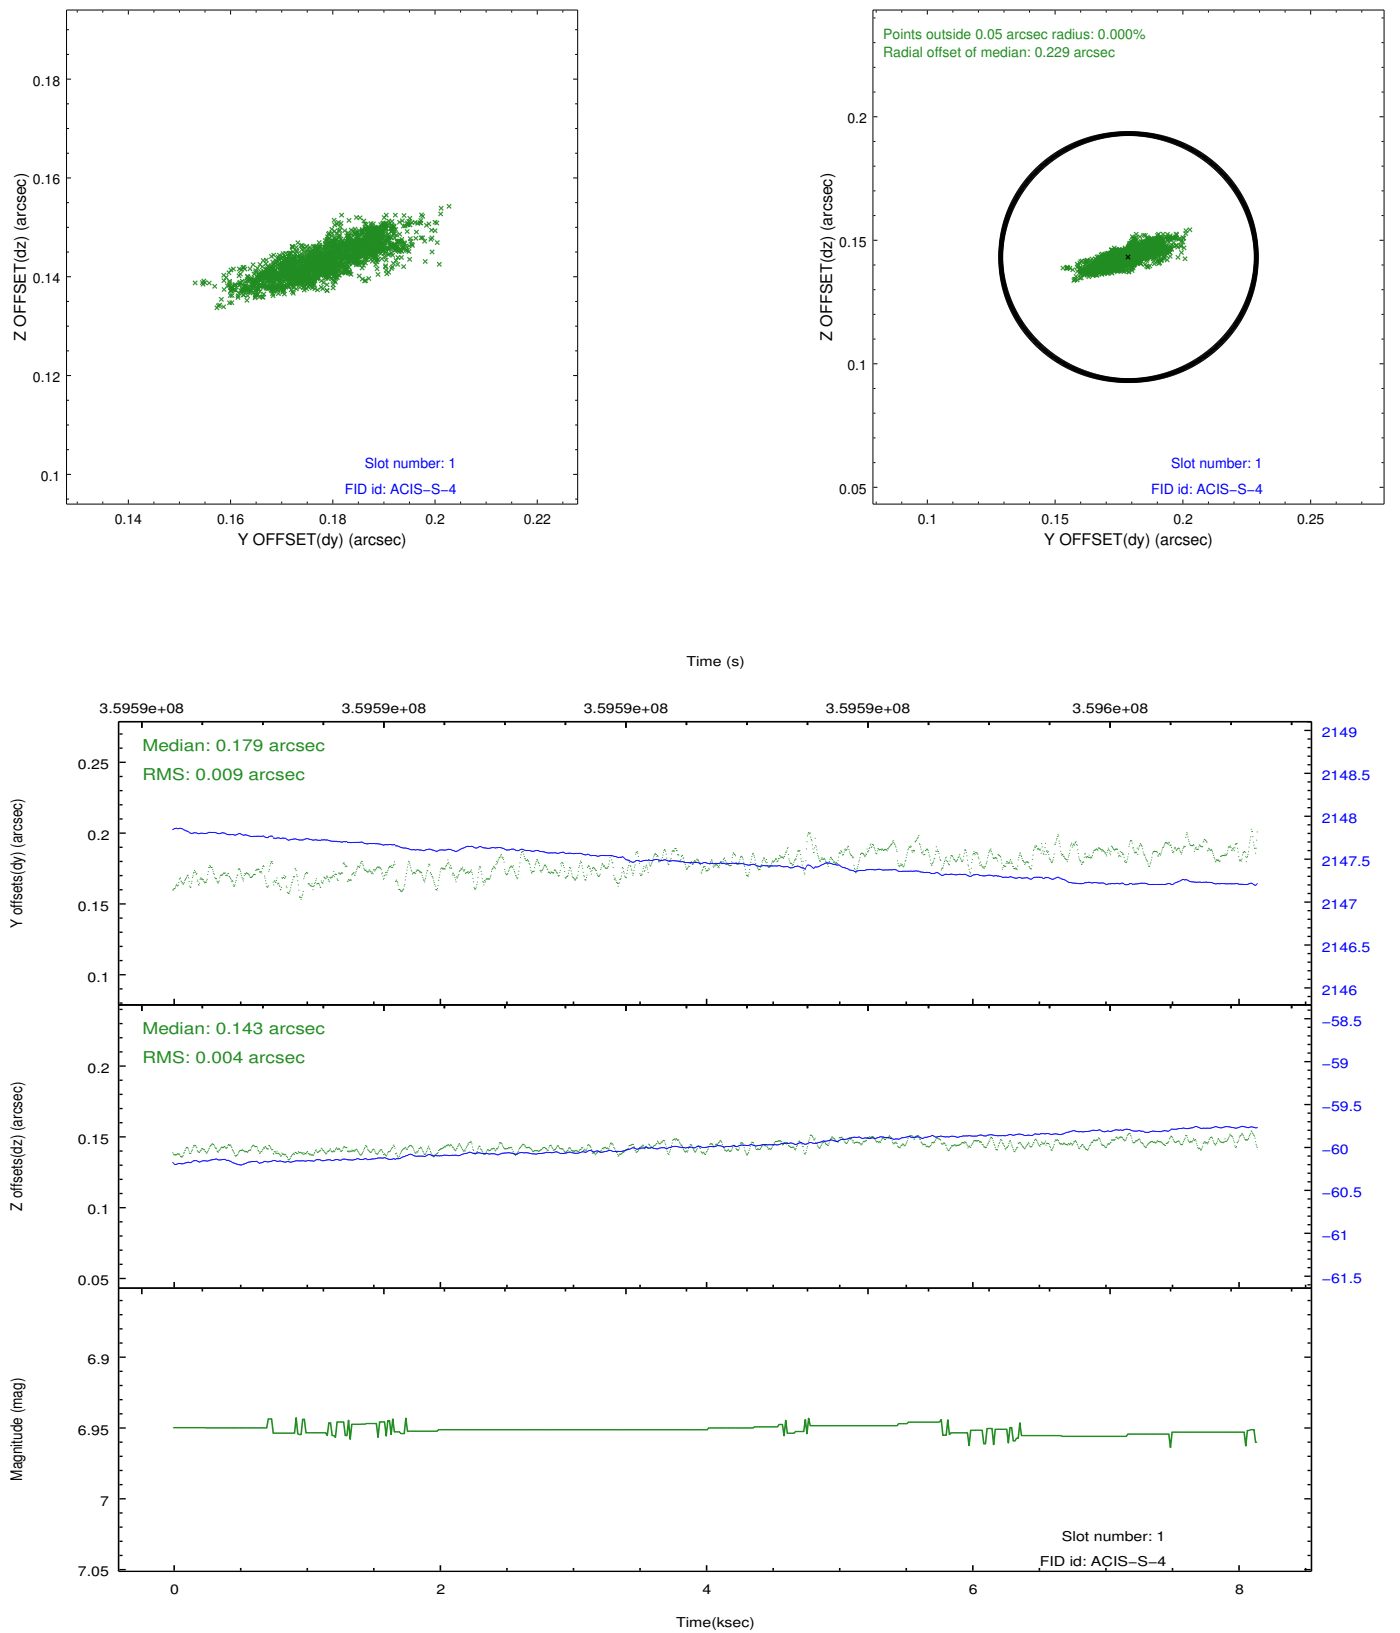 0.18
0.16
0.14
0.12
0.1
Z OFFSET(dz) (arcsec)
Slot number: 1
FID id: ACIS−S−4
0.14
0.16
0.18
0.2
0.22
Y OFFSET(dy) (arcsec)
Points outside 0.05 arcsec radius: 0.000%
Radial offset of median: 0.229 arcsec
0.2
0.15
0.1
0.05
Z OFFSET(dz) (arcsec)
Slot number: 1
FID id: ACIS−S−4
0.1
0.15
0.2
0.25
Y OFFSET(dy) (arcsec)
Time (s)
3.5959e+08
3.5959e+08
3.5959e+08
3.5959e+08
3.596e+08
Median: 0.179 arcsec
RMS: 0.009 arcsec
0.25
0.2
0.15
0.1
Y offsets(dy) (arcsec)
2149
2148.5
2148
2147.5
2147
2146.5
2146
Median: 0.143 arcsec
RMS: 0.004 arcsec
0.2
0.15
0.1
0.05
Z offsets(dz) (arcsec)
−58.5
−59
−59.5
−60
−60.5
−61
−61.5
6.9
6.95
7
7.05
Magnitude (mag)
Slot number: 1
FID id: ACIS−S−4
0
2
4
6
8
Time(ksec)